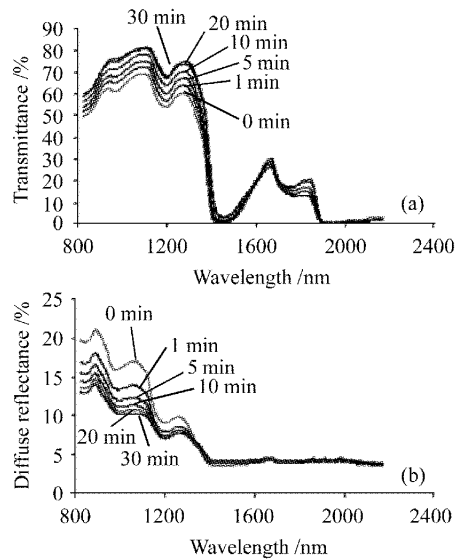 90
80
70
60
50
40
30
20
10
0
Transmittance /%
30 min
20 min
10 min
5 min
1 min
0 min
(a)
800 1200 1600 2000 2400
Wavelength /nm
25
20
15
10
5
0
Diffuse reflectance /%
0 min
1 min
5 min
10 min
20 min
30 min
(b)
800 1200 1600 2000 2400
Wavelength /nm